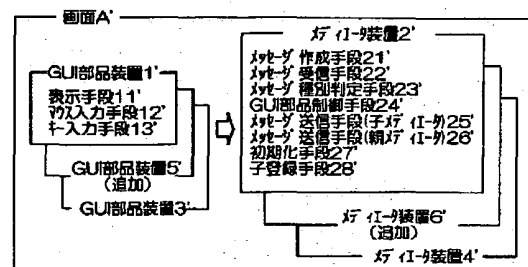 画面A'
GUI部品装置1'
表示手段11'
マウス入力手段12'
キー入力手段13'
GUI部品装置5'
(追加)
GUI部品装置3'
メディエータ装置2'
メッセージ 作成手段21'
メッセージ 受信手段22'
メッセージ 種別判定手段23'
GUI部品制御手段24'
メッセージ 送信手段(子メディエータ)25'
メッセージ 送信手段(親メディエータ)26'
初期化手段27'
子登録手段28'
メディエータ装置6'
(追加)
メディエータ装置4'